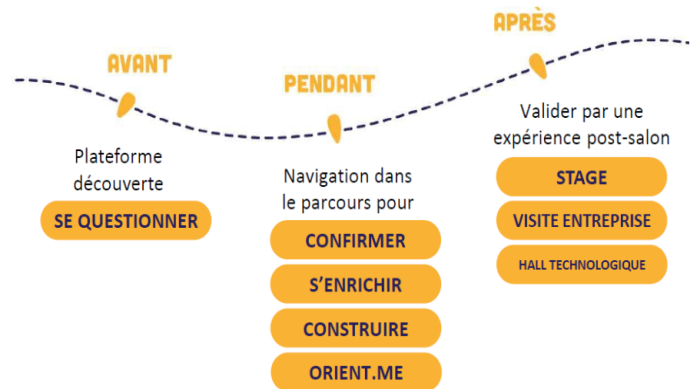 AVANT
Plateforme
découverte
SE QUESTIONNER
PENDANT
Navigation dans
le parcours pour
CONFIRMER
S'ENRICHIR
CONSTRUIRE
ORIENT.ME
APRÈS
Valider par une
expérience post-salon
STAGE
VISITE ENTREPRISE
HALL TECHNOLOGIQUE